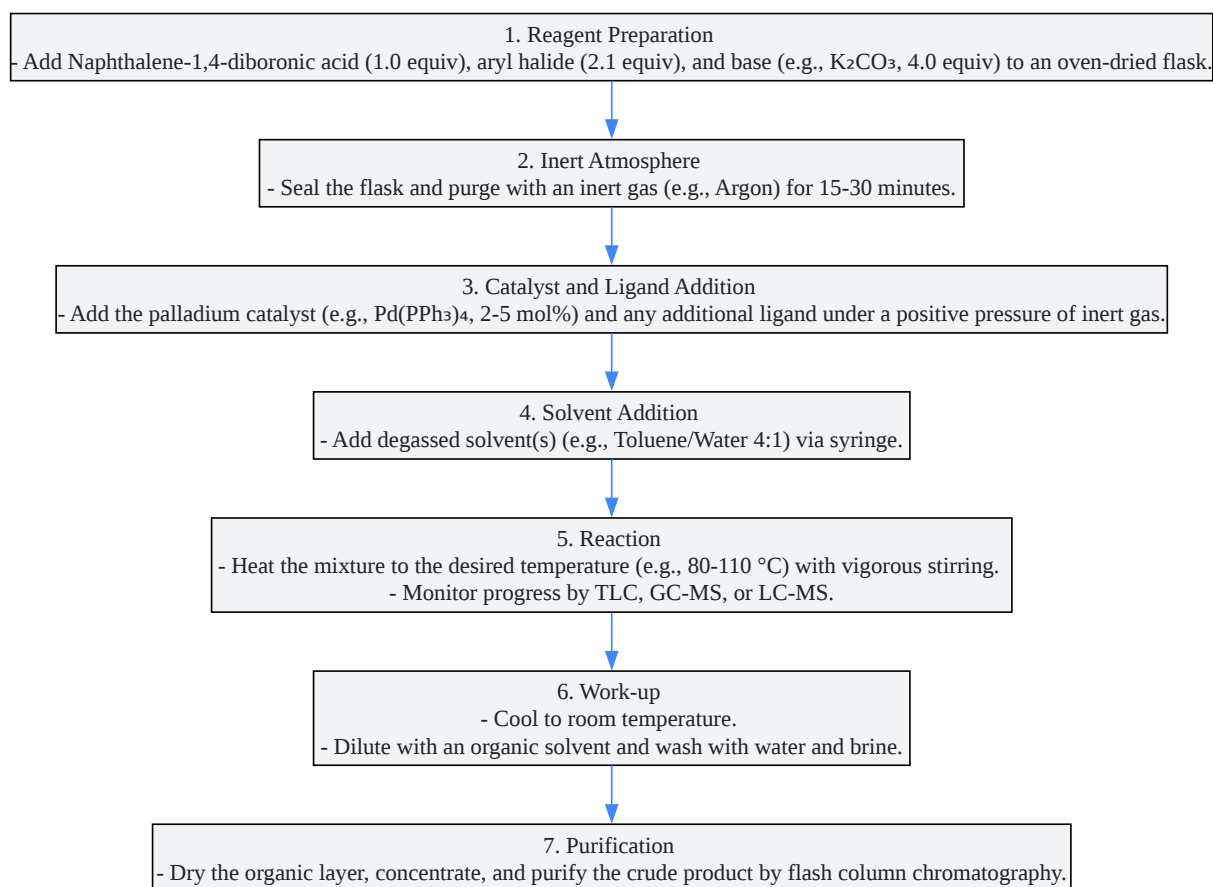 1. Reagent Preparation
- Add Naphthalene-1,4-diboronic acid (1.0 equiv), aryl halide (2.1 equiv), and base (e.g., K₂CO₃, 4.0 equiv) to an oven-dried flask.
2. Inert Atmosphere
- Seal the flask and purge with an inert gas (e.g., Argon) for 15-30 minutes.
3. Catalyst and Ligand Addition
- Add the palladium catalyst (e.g., Pd(PPh₃)₄, 2-5 mol%) and any additional ligand under a positive pressure of inert gas.
4. Solvent Addition
- Add degassed solvent(s) (e.g., Toluene/Water 4:1) via syringe.
5. Reaction
- Heat the mixture to the desired temperature (e.g., 80-110 °C) with vigorous stirring.
- Monitor progress by TLC, GC-MS, or LC-MS.
6. Work-up
- Cool to room temperature.
- Dilute with an organic solvent and wash with water and brine.
7. Purification
- Dry the organic layer, concentrate, and purify the crude product by flash column chromatography.